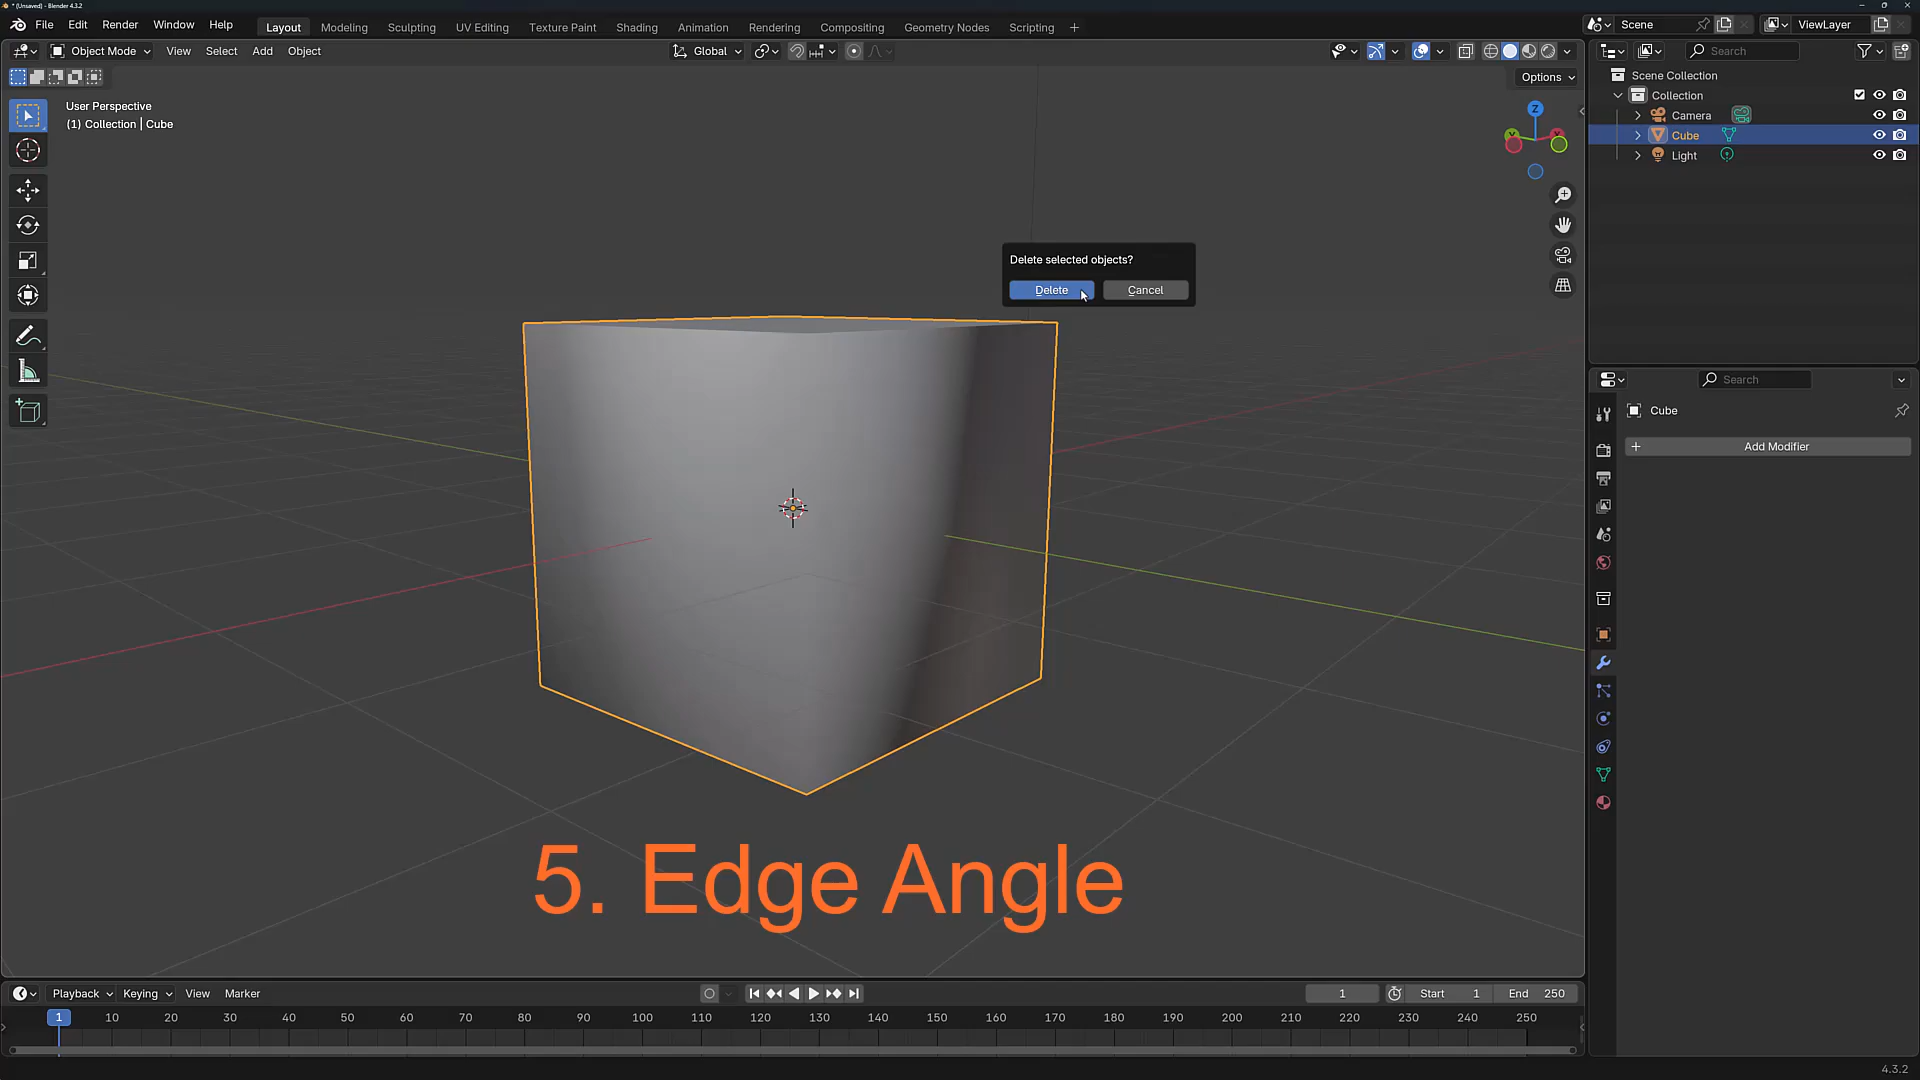 * (Unsaved) - Blender 4.3.2
File Edit Render Window Help
Layout Modeling Sculpting UV Editing Texture Paint Shading Animation Rendering Compositing Geometry Nodes Scripting +
Scene
ViewLayer
Object Mode View Select Add Object
Global
Search
Options
User Perspective
(1) Collection | Cube
Z
Scene Collection
Collection
Camera
Cube
Light
Delete selected objects?
Delete Cancel
Search
Cube
+ Add Modifier
5. Edge Angle
Playback Keying View Marker
1
Start 1 End 250
1 10 20 30 40 50 60 70 80 90 100 110 120 130 140 150 160 170 180 190 200 210 220 230 240 250
4.3.2